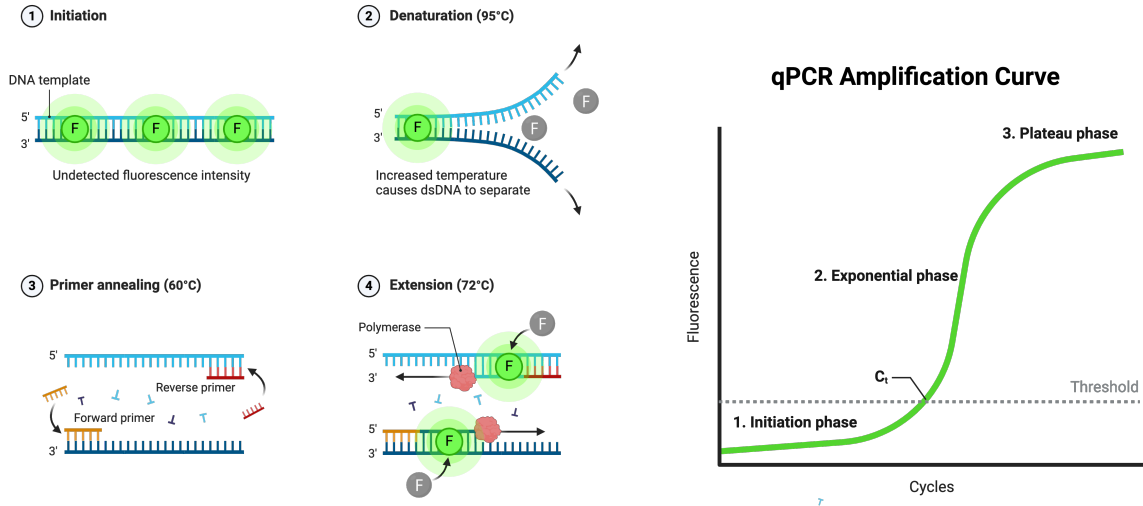 1 Initiation
DNA template
5'
3'
F F F
Undetected fluorescence intensity
2 Denaturation (95°C)
5'
3'
F
F
F
Increased temperature
causes dsDNA to separate
3 Primer annealing (60°C)
5'
Reverse primer
Forward primer
3'
4 Extension (72°C)
Polymerase
F
5'
3'
F
5'
3'
F
F
qPCR Amplification Curve
3. Plateau phase
2. Exponential phase
Fluorescence
Ct
Threshold
1. Initiation phase
Cycles